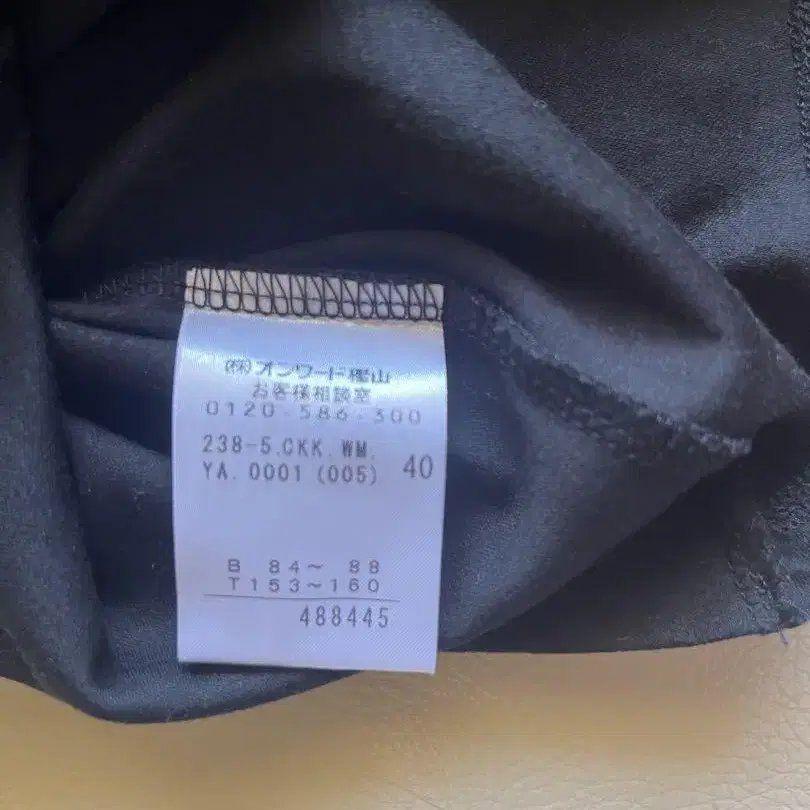 (株)オンワード樫山
お客様相談室
0120-586-300
238-5.CKK.WM.
YA.0001(005) 40
B 84~ 88
T153~160
488445